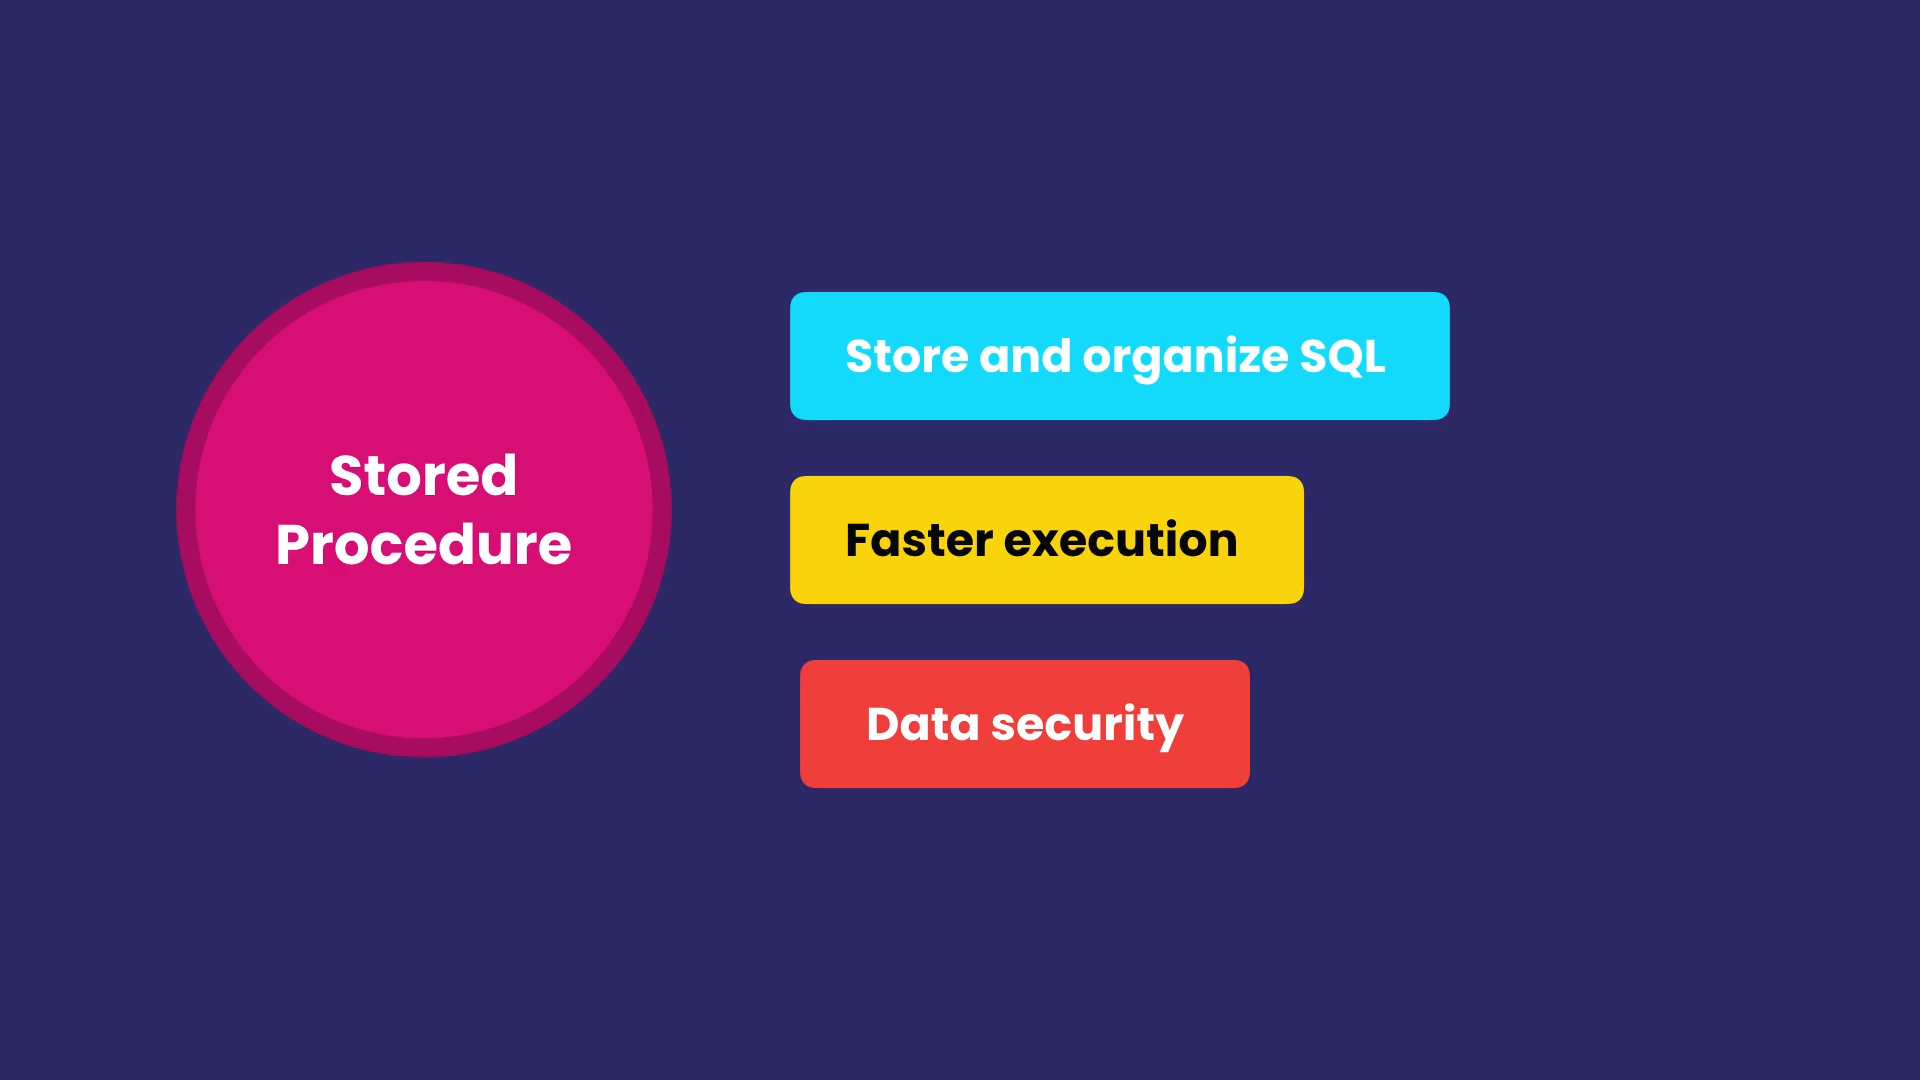 Stored
Procedure
Store and organize SQL
Faster execution
Data security